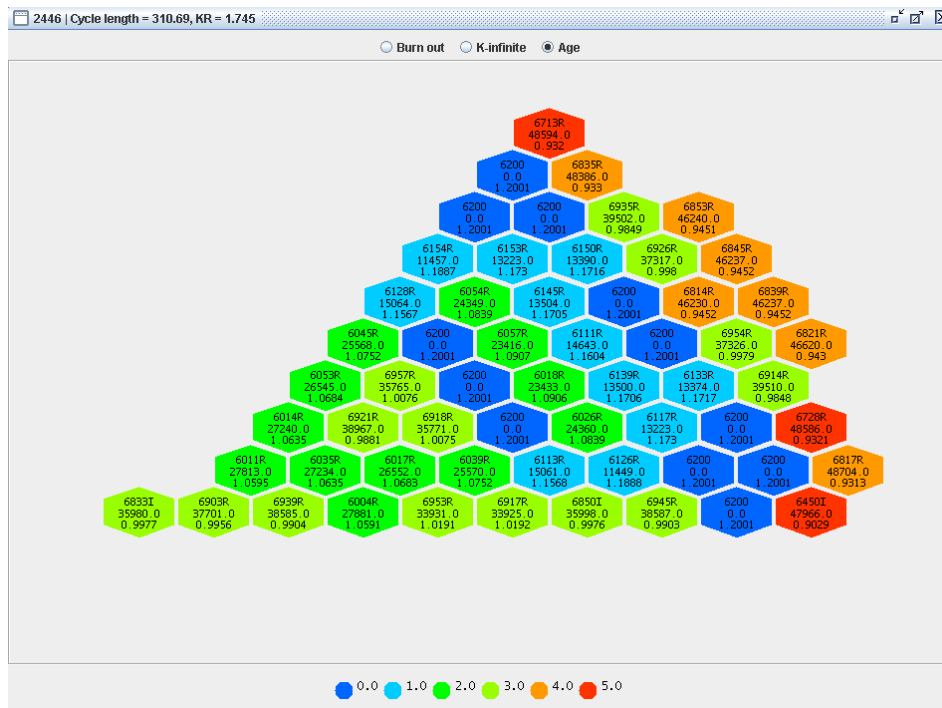 2446 | Cycle length = 310.69, KR = 1.745
Burn out K-infinite Age
6713R
48594.0
0.932
6200 6835R
0.0 48386.0
1.2001 0.933
6200 6200 6935R 6853R
0.0 0.0 39502.0 46240.0
1.2001 1.2001 0.9849 0.9451
6154R 6153R 6150R 6926R 6845R
11457.0 13223.0 13390.0 37317.0 46237.0
1.1887 1.173 1.1716 0.998 0.9452
6128R 6054R 6145R 6200 6814R 6839R
15064.0 24349.0 13504.0 0.0 46230.0 46237.0
1.1567 1.0839 1.1705 1.2001 0.9452 0.9452
6045R 6200 6057R 6111R 6200 6954R 6821R
25568.0 0.0 23416.0 14643.0 0.0 37326.0 46620.0
1.0752 1.2001 1.0907 1.1604 1.2001 0.9979 0.943
6053R 6957R 6200 6018R 6139R 6133R 6914R
26545.0 35765.0 0.0 23433.0 13500.0 13374.0 39510.0
1.0684 1.0076 1.2001 1.0906 1.1706 1.1717 0.9848
6014R 6921R 6918R 6200 6026R 6117R 6200 6728R
27240.0 38967.0 35771.0 0.0 24360.0 13223.0 0.0 48586.0
1.0635 0.9881 1.0075 1.2001 1.0839 1.173 1.2001 0.9321
6011R 6035R 6017R 6039R 6113R 6126R 6200 6200 6817R
27813.0 27234.0 26552.0 25570.0 15061.0 11449.0 0.0 0.0 48704.0
1.0595 1.0635 1.0683 1.0752 1.1568 1.1888 1.2001 1.2001 0.9313
6833I 6903R 6939R 6004R 6953R 6917R 6850I 6945R 6200 6450I
35980.0 37701.0 38585.0 27881.0 33931.0 33925.0 35998.0 38587.0 0.0 47966.0
0.9977 0.9956 0.9904 1.0591 1.0191 1.0192 0.9976 0.9903 1.2001 0.9029
0.0 1.0 2.0 3.0 4.0 5.0